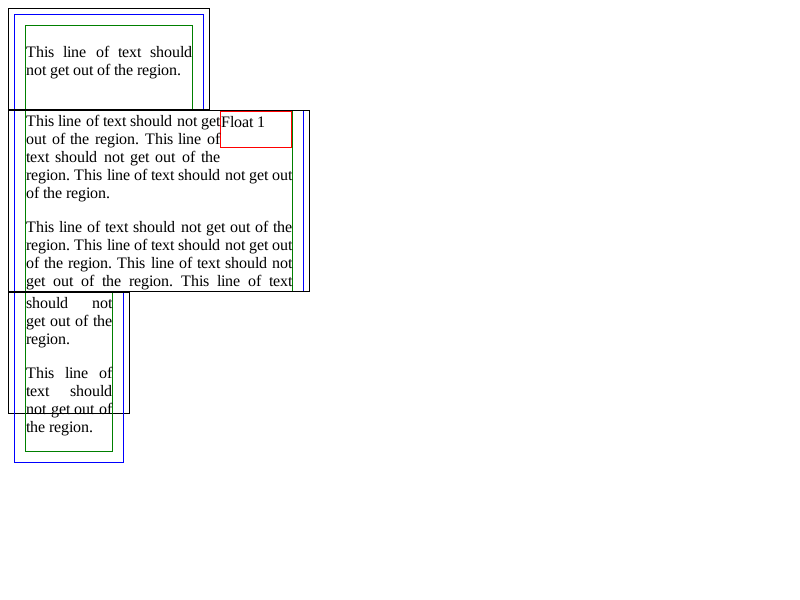 This line of text should
not get out of the region.
This line of text should not get
Float 1
out of the region. This line of
text should not get out of the
region. This line of text should not get out
of the region.
This line of text should not get out of the
region. This line of text should not get out
of the region. This line of text should not
get out of the region. This line of text
should not
get out of the
region.
This line of
text should
not get out of
the region.